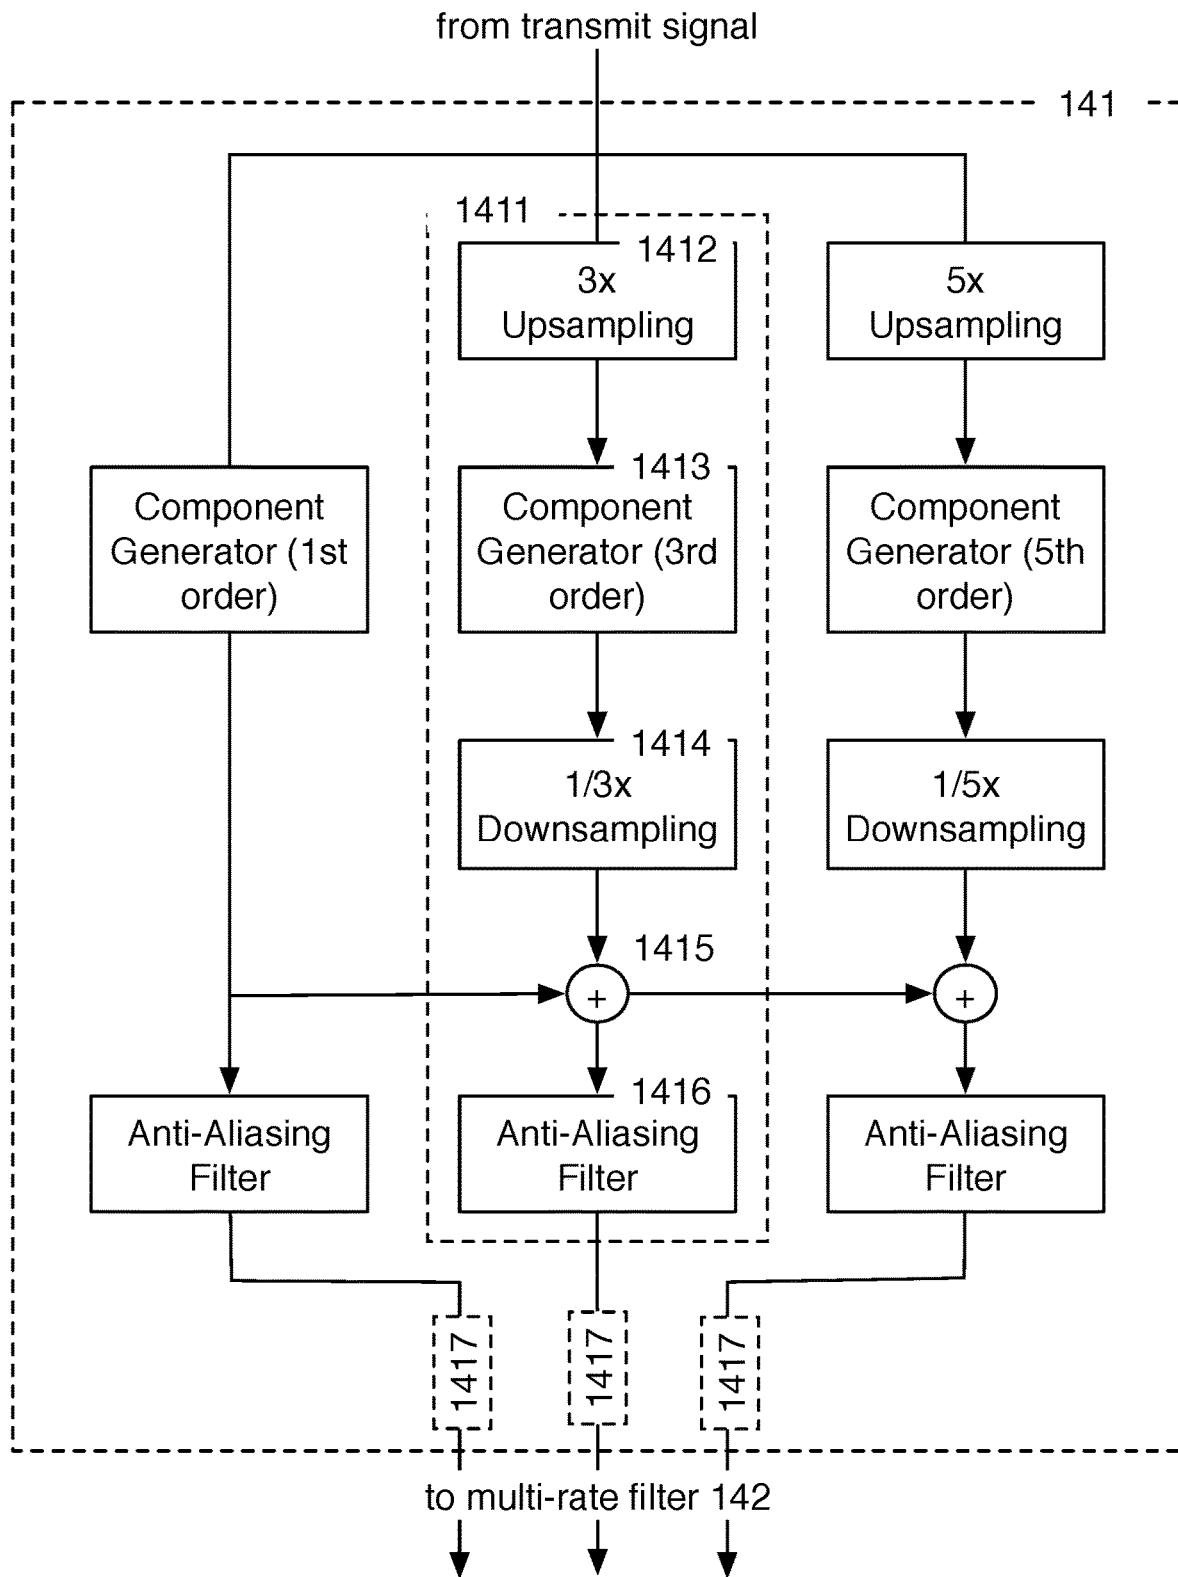 from transmit signal
141
1411
1412
3x
Upsampling
5x
Upsampling
Component
Generator (1st
order)
1413
Component
Generator (3rd
order)
Component
Generator (5th
order)
1414
1/3x
Downsampling
1/5x
Downsampling
1415
+
+
Anti-Aliasing
Filter
1416
Anti-Aliasing
Filter
Anti-Aliasing
Filter
1417
1417
1417
to multi-rate filter 142